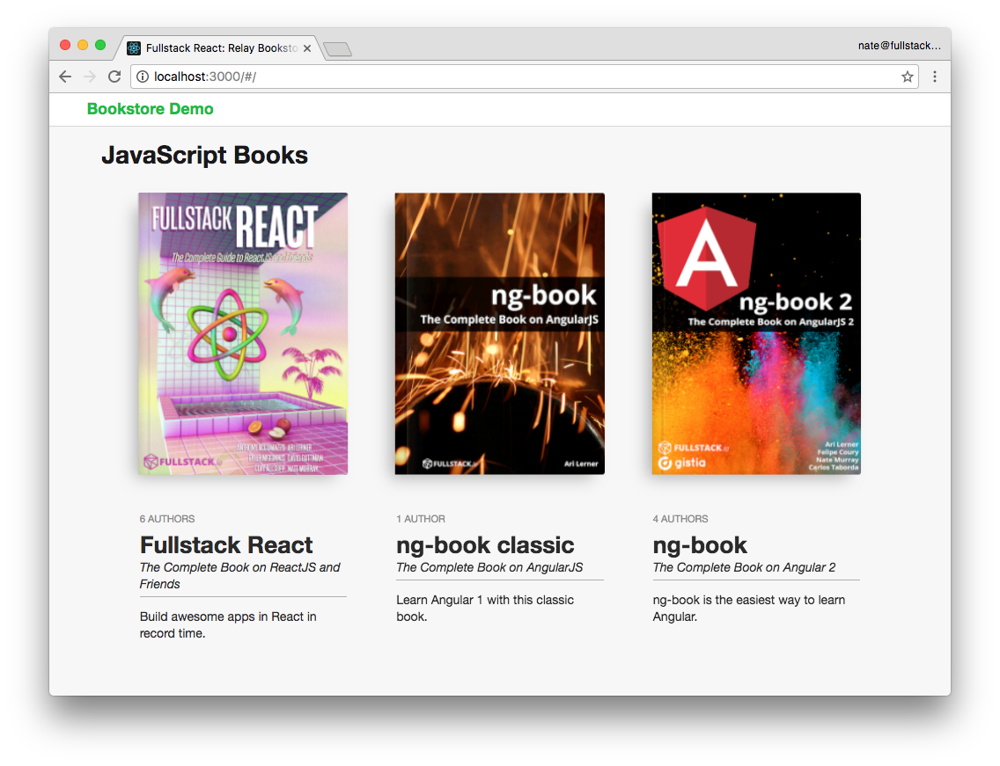 Fullstack React: Relay Booksto
nate@fullstack...
localhost:3000/#/
Bookstore Demo
JavaScript Books
FULLSTACK REACT
The Complete Guide to ReactJS and Friends
ANTHONY ACCOMAZZO ARI LERNER
DAVID GUTTMAN
CLAY ALLSOPP NATE MURRAY
FULLSTACK.io
ng-book
The Complete Book on AngularJS
FULLSTACK.io
Ari Lerner
ng-book 2
The Complete Book on AngularJS 2
FULLSTACK.io
gistia
Ari Lerner
Felipe Coury
Nate Murray
Carlos Taborda
6 AUTHORS
Fullstack React
The Complete Book on ReactJS and
Friends
Build awesome apps in React in
record time.
1 AUTHOR
ng-book classic
The Complete Book on AngularJS
Learn Angular 1 with this classic
book.
4 AUTHORS
ng-book
The Complete Book on Angular 2
ng-book is the easiest way to learn
Angular.